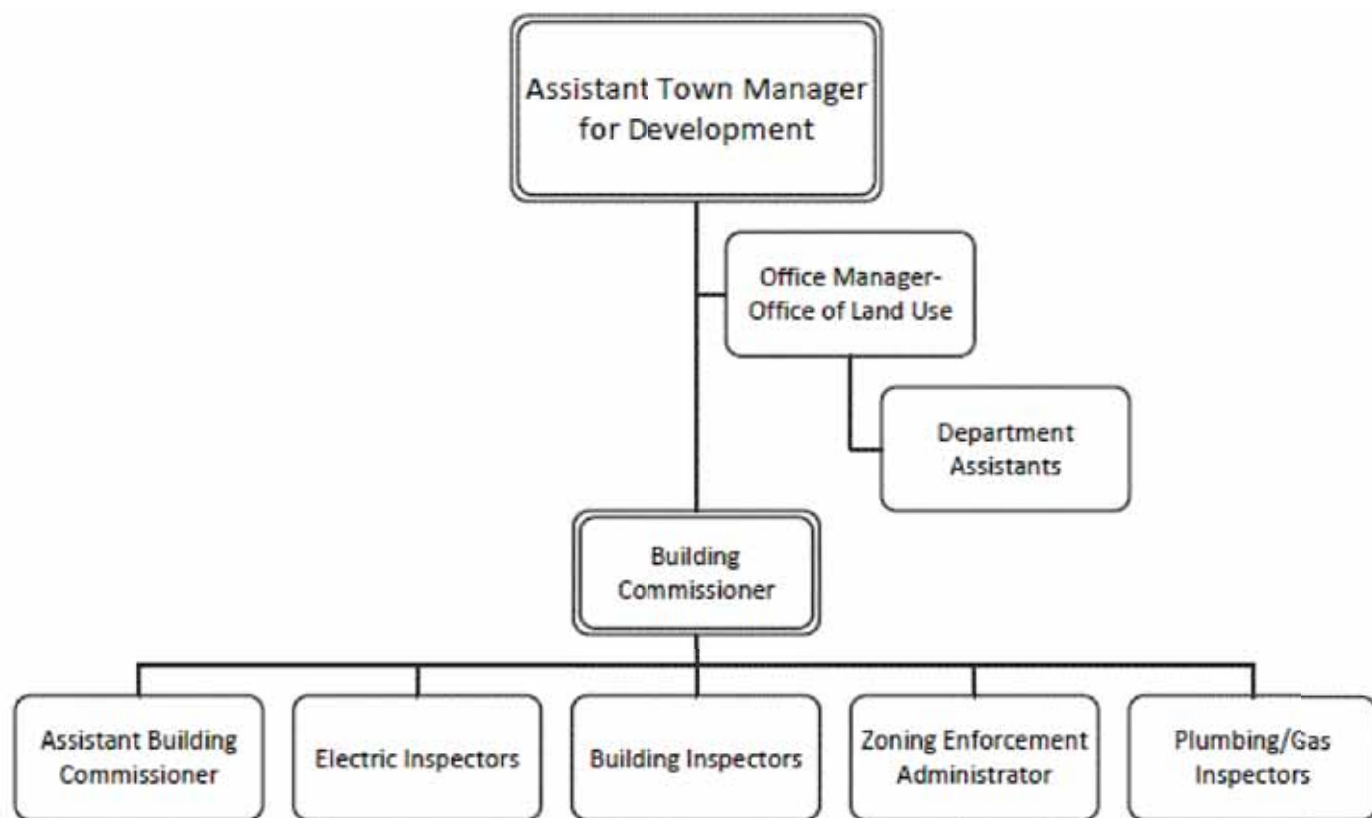 Assistant Town Manager
for Development
Office Manager-
Office of Land Use
Department
Assistants
Building
Commissioner
Assistant Building
Commissioner
Electric Inspectors
Building Inspectors
Zoning Enforcement
Administrator
Plumbing/Gas
Inspectors